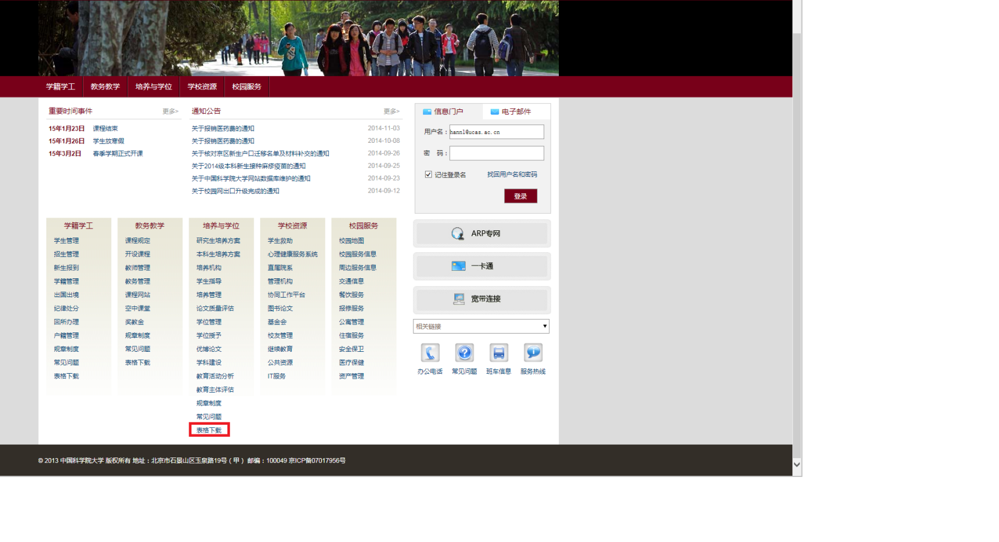 学籍学工 教务教学 培养与学位 学校资源 校园服务
重要时间事件 更多>
15年1月23日 课程结束
15年1月26日 学生放寒假
15年3月2日 春季学期正式开课
通知公告 更多>
关于报销医药费的通知 2014-11-03
关于报销医药费的通知 2014-10-08
关于核对京区新生户口迁移名单及材料补交的通知 2014-09-26
关于2014级本科新生接种麻疹疫苗的通知 2014-09-25
关于中国科学院大学网站数据库维护的通知 2014-09-23
关于校园网出口升级完成的通知 2014-09-12
信息门户 电子邮件
用户名：hannl@ucas.ac.cn
密 码：
记住登录名 找回用户名和密码
登录
学籍学工
学生管理
招生管理
新生报到
学籍管理
出国出境
纪律处分
回所办理
户籍管理
规章制度
常见问题
表格下载
教务教学
课程规定
开设课程
教师管理
教务管理
课程网站
空中课堂
奖教金
规章制度
常见问题
表格下载
培养与学位
研究生培养方案
本科生培养方案
培养机构
学生指导
培养管理
论文质量评估
学位管理
学位授予
优博论文
学科建设
教育活动分析
教育主体评估
规章制度
常见问题
表格下载
学校资源
学生救助
心理健康服务系统
直属院系
管理机构
协同工作平台
图书论文
基金会
校友管理
继续教育
公共资源
IT服务
校园服务
校园地图
校园服务信息
周边服务信息
交通信息
餐饮服务
报修服务
公寓管理
住宿服务
安全保卫
医疗保健
资产管理
ARP专网
一卡通
宽带连接
相关链接
办公电话 常见问题 班车信息 服务热线
© 2013 中国科学院大学 版权所有 地址：北京市石景山区玉泉路19号（甲） 邮编：100049 京ICP备07017956号